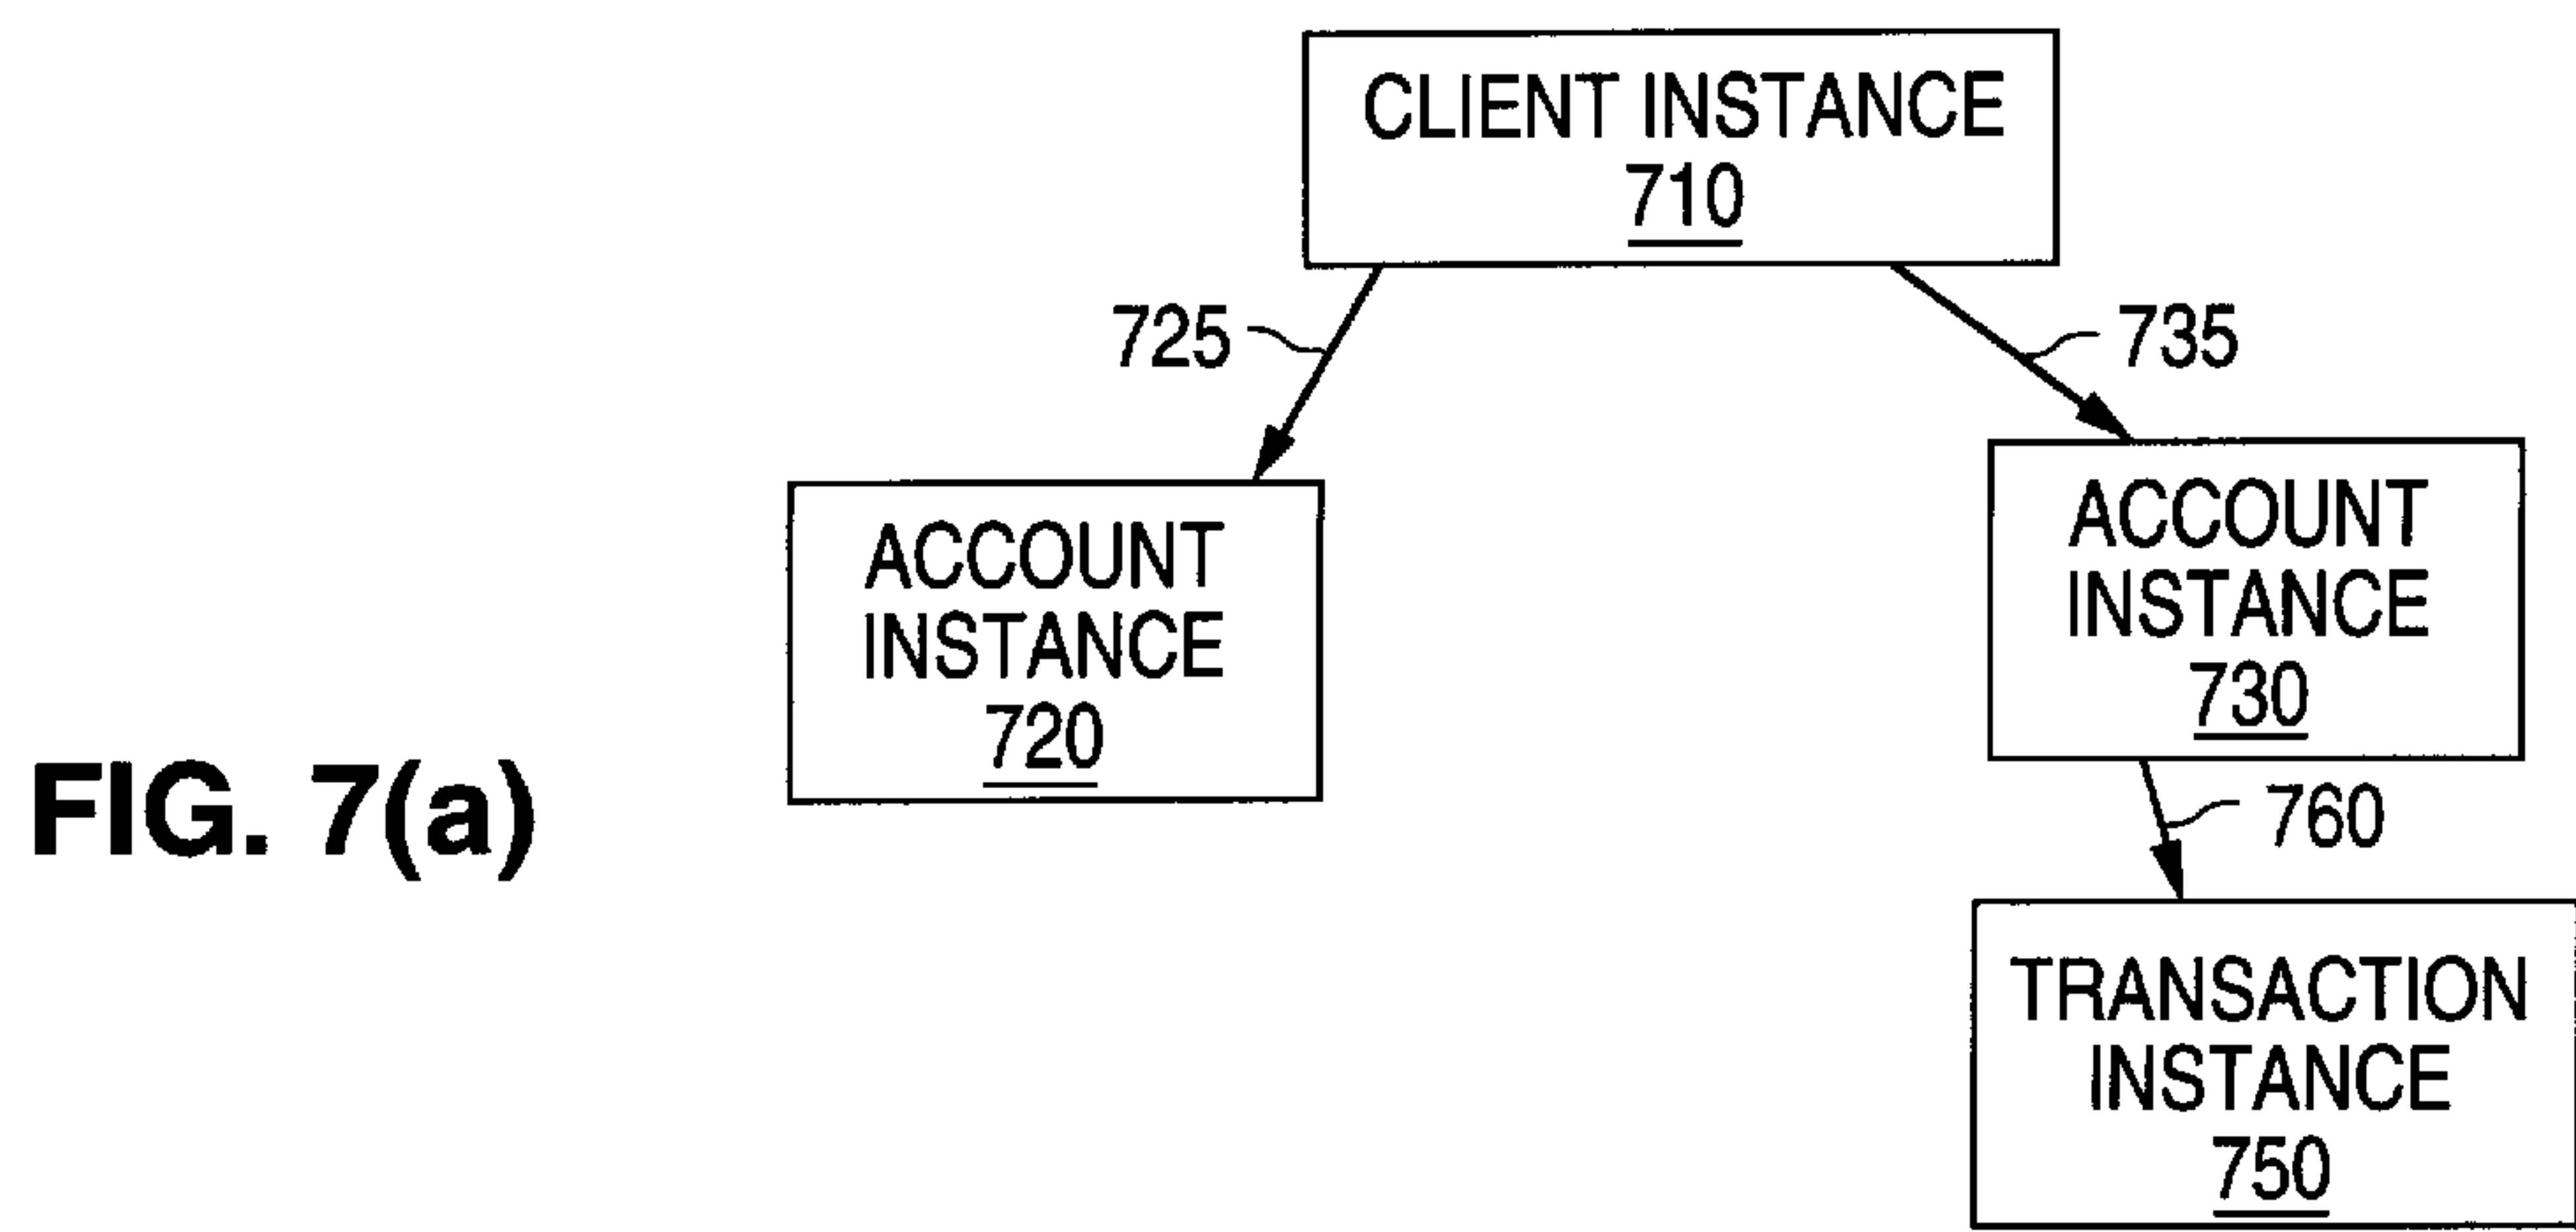 CLIENT INSTANCE
710
725
735
ACCOUNT
INSTANCE
720
ACCOUNT
INSTANCE
730
760
FIG. 7(a)
TRANSACTION
INSTANCE
750